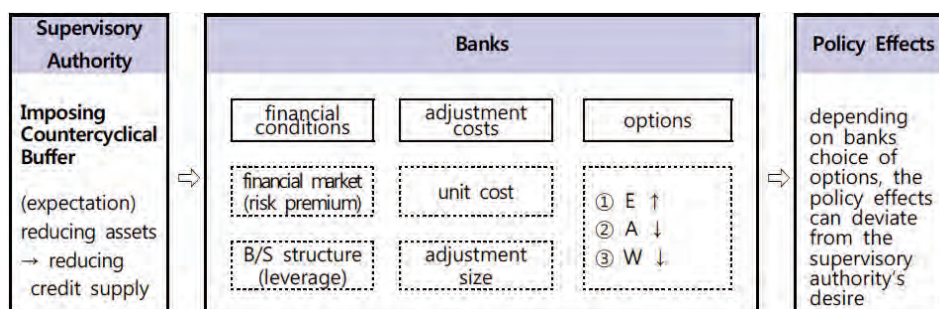 Supervisory
Authority
Imposing
Countercyclical
Buffer
(expectation)
reducing assets
→ reducing
credit supply
Banks
financial
conditions
adjustment
costs
options
financial market
(risk premium)
unit cost
B/S structure
(leverage)
adjustment
size
① E ↑
② A ↓
③ W ↓
Policy Effects
depending
on banks
choice of
options, the
policy effects
can deviate
from the
supervisory
authority's
desire